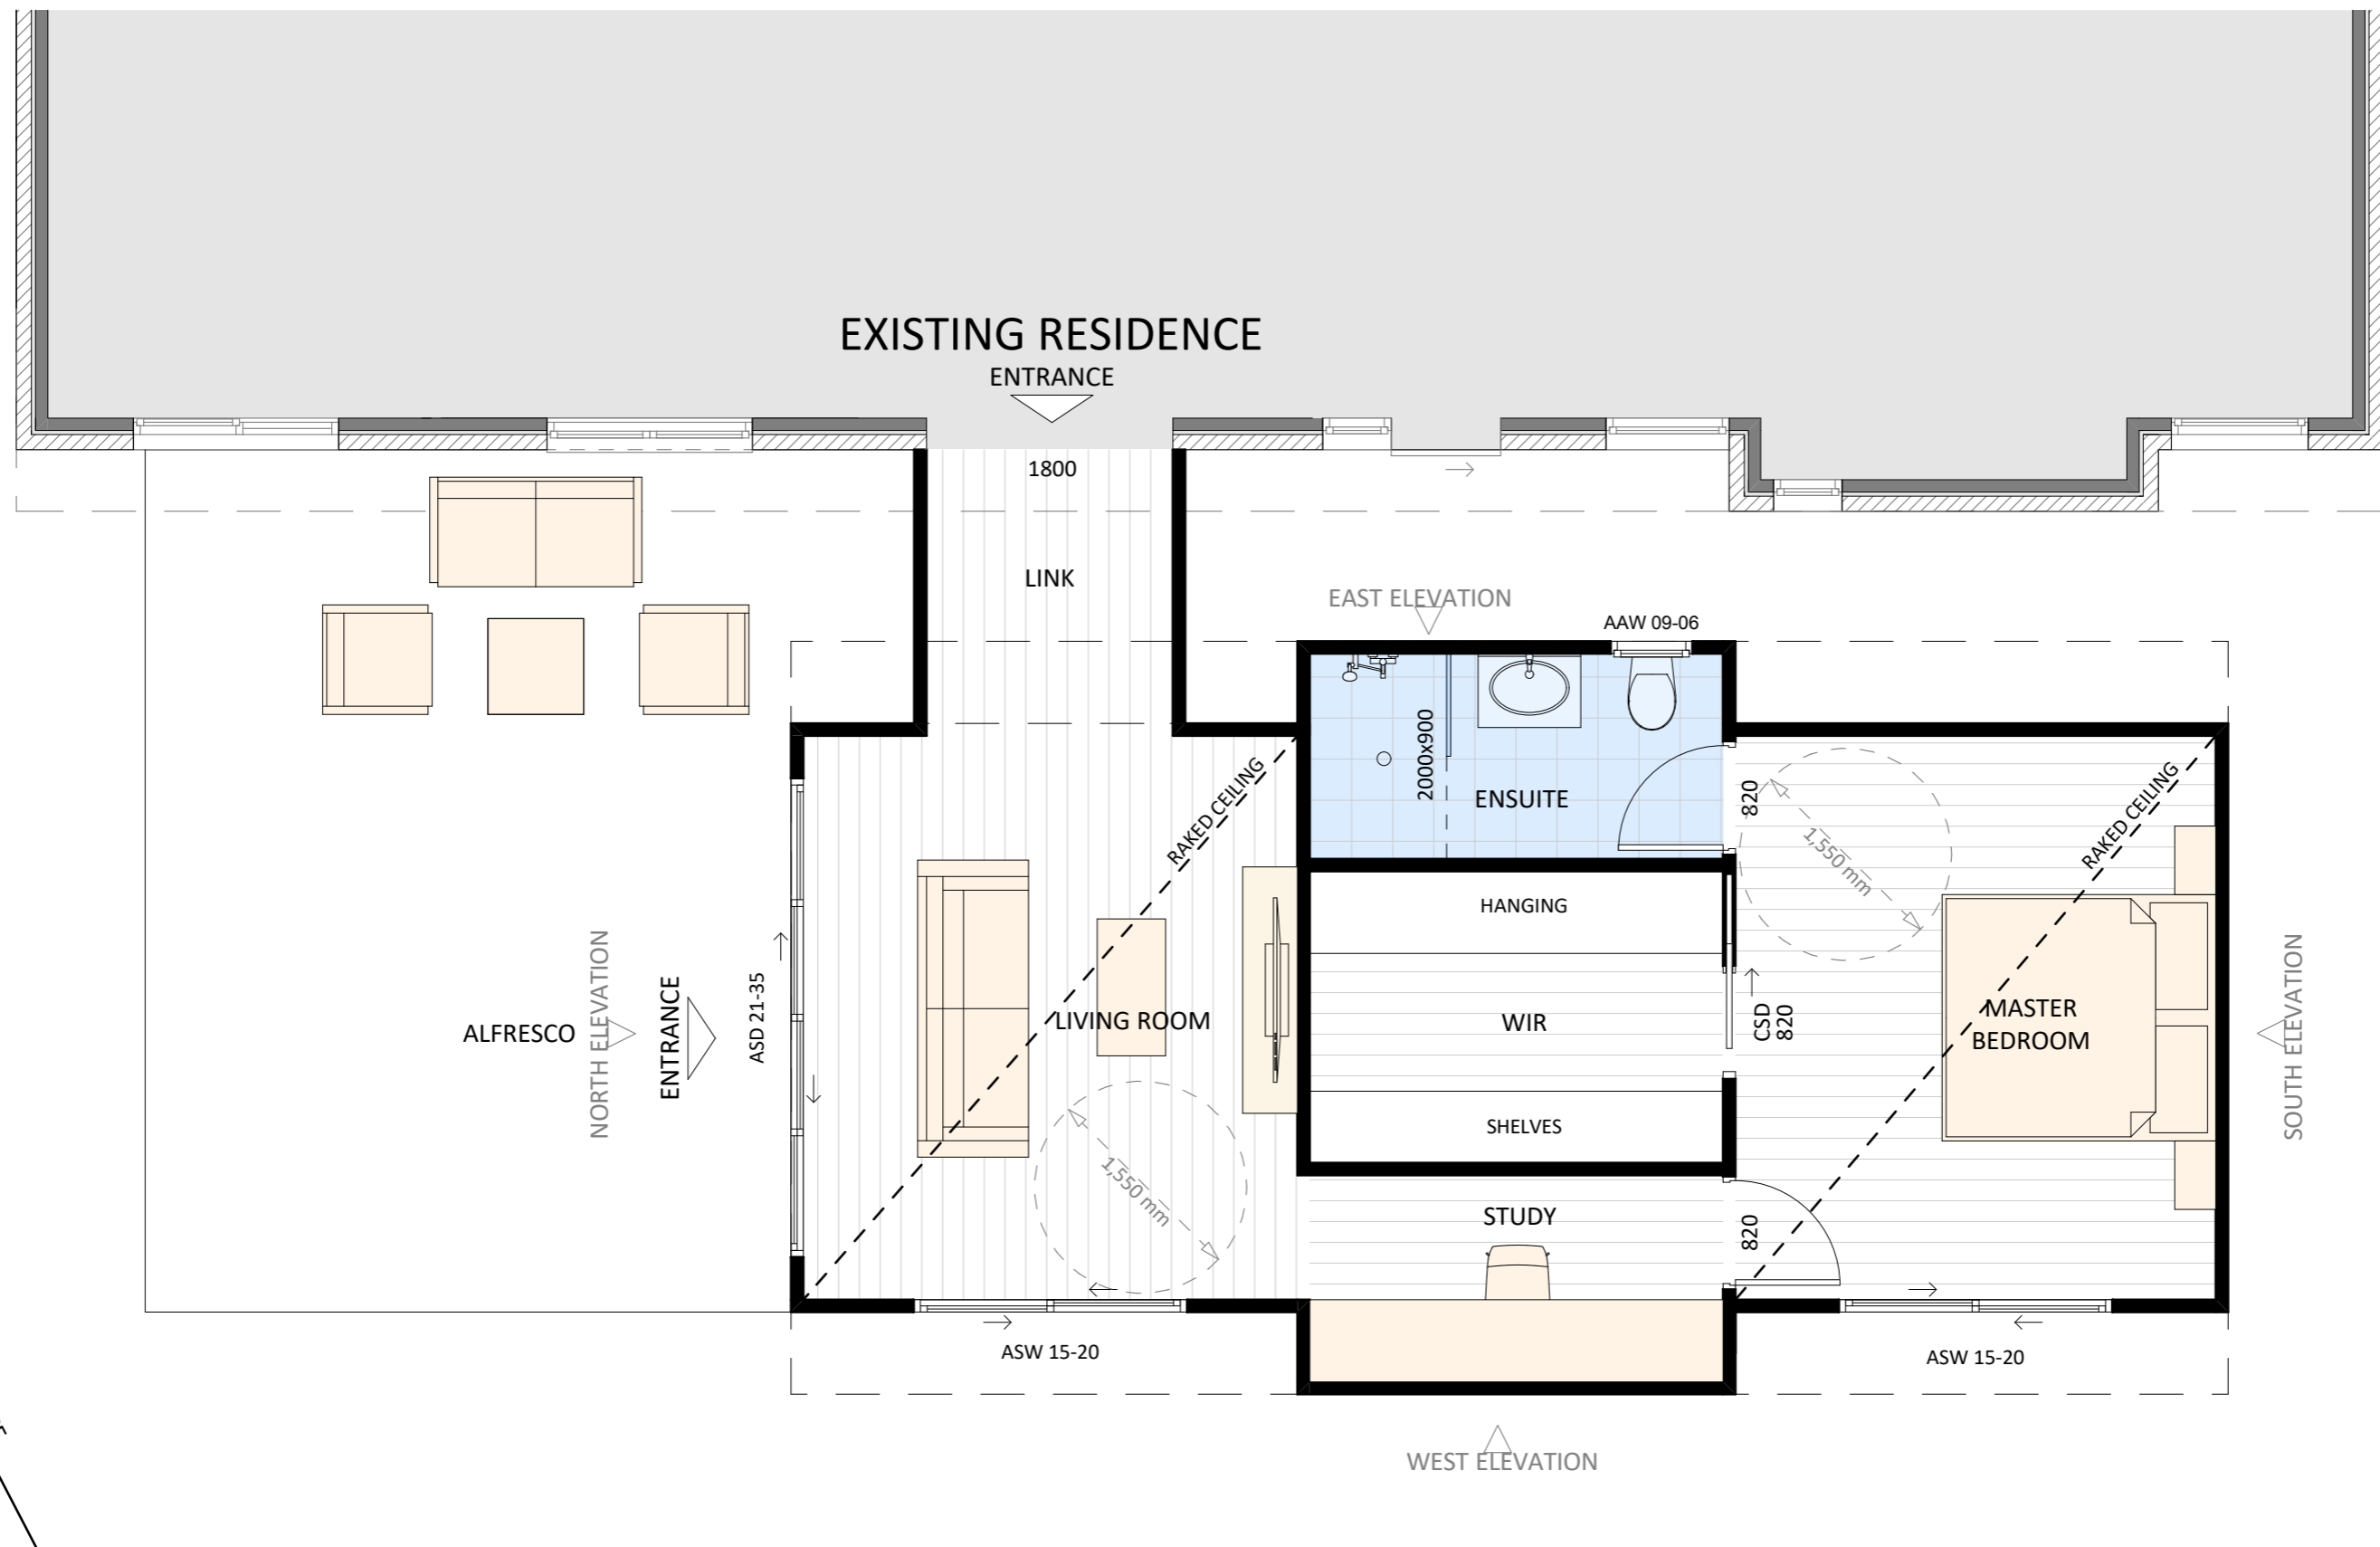 EXISTING RESIDENCE
ENTRANCE
1800
LINK
EAST ELEVATION
AAW 09-06
RAKED CEILING
2000x900
ENSUITE
820
1,550 mm
RAKED CEILING
HANGING
ALFRESCO
NORTH ELEVATION
ENTRANCE
ASD 21-35
LIVING ROOM
WIR
CSD
820
MASTER
BEDROOM
SOUTH ELEVATION
SHELVES
1,550 mm
STUDY
820
ASW 15-20
ASW 15-20
WEST ELEVATION